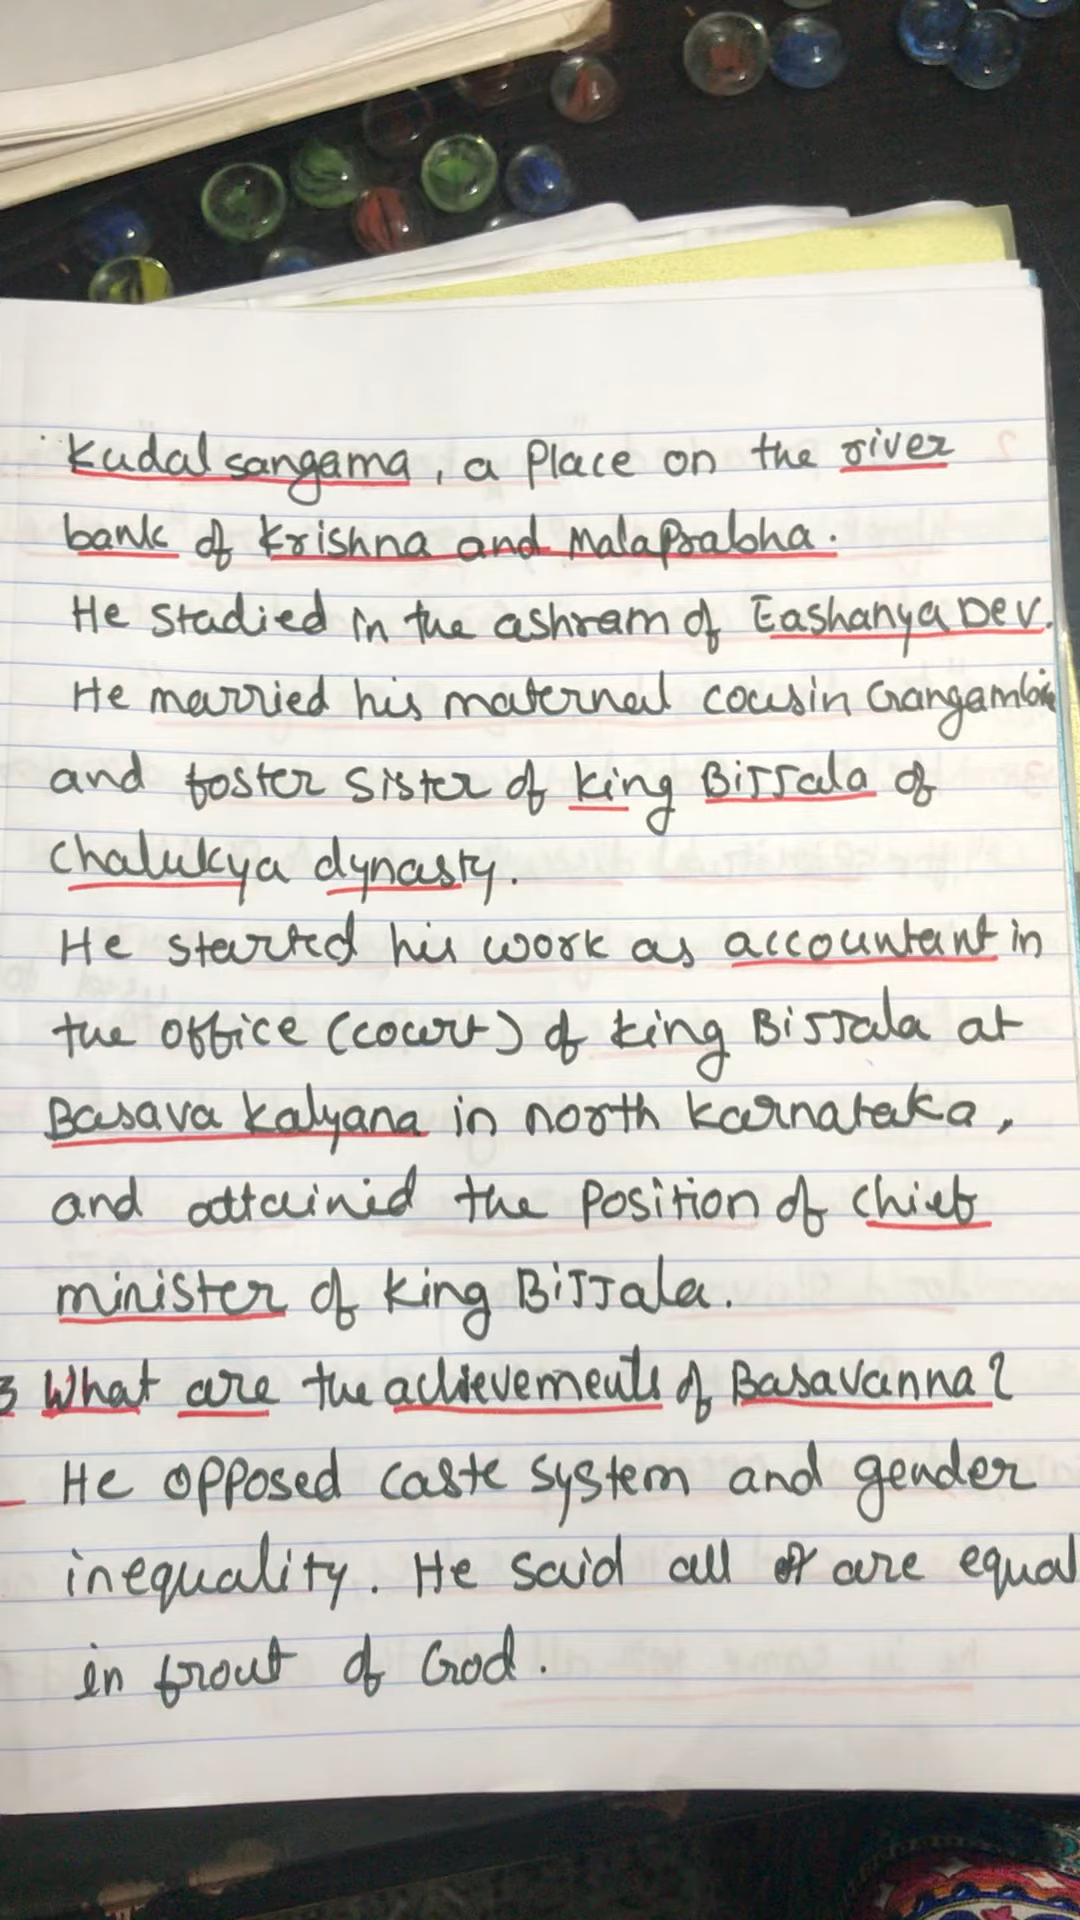 Kudal sangama, a place on the river
bank of Krishna and Malaprabha.
He stadied in the ashram of Eashanya Dev.
He married his maternal cousin
and foster sister of king Bijjala of
chalukya dynasty.
He started his work as accountant in
the office (court) of king Bijjala at
Basava Kalyana in north Karnataka,
and attainid the position of chief
minister of king Bijjala.
3 What are the achievements of Basavanna?
He opposed caste system and gender
inequality. He said all are equal
in front of God.